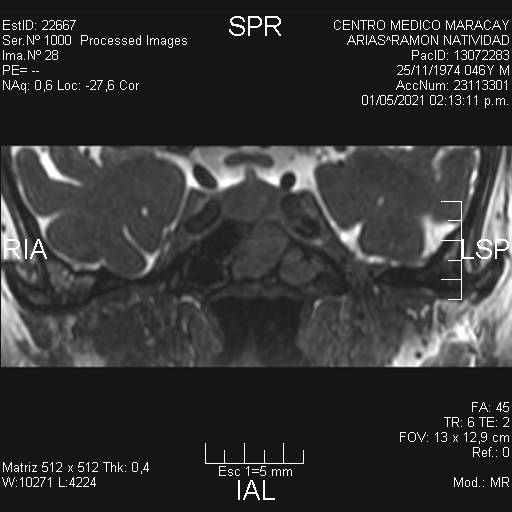 EstID: 22667
Ser.Nº 1000 Processed Images
Ima.Nº 28
PE= --
NAq: 0,6 Loc: -27,6 Cor
SPR
CENTRO MEDICO MARACAY
ARIAS^RAMON NATIVIDAD
PacID: 13072283
25/11/1974 046Y M
AccNum: 23113301
01/05/2021 02:13:11 p.m.
RIA
LSP
FA: 45
TR: 6 TE: 2
FOV: 13 x 12,9 cm
Ref.: 0
Mod.: MR
Matriz 512 x 512 Thk: 0,4
W:10271 L:4224
Esc 1=5 mm
IAL